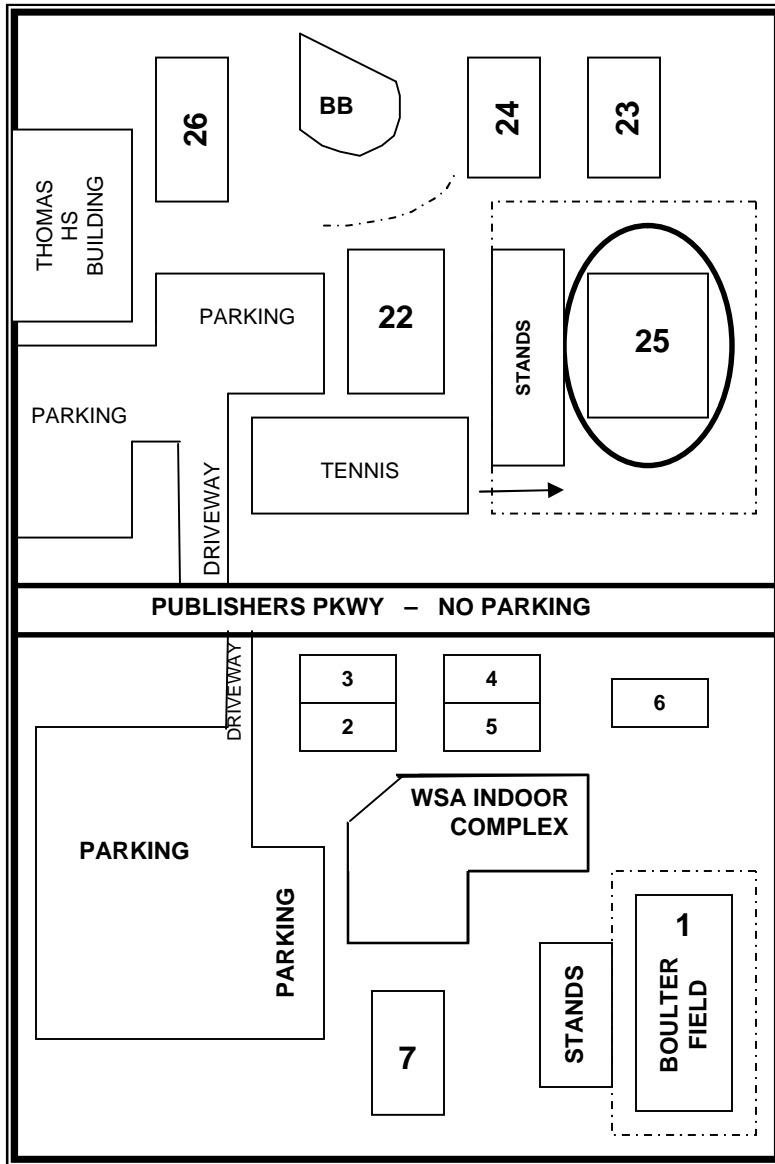 BB
26
24
23
THOMAS
HS
BUILDING
PARKING
22
STANDS
25
PARKING
TENNIS
DRIVEWAY
PUBLISHERS PKWY – NO PARKING
DRIVEWAY
3
4
2
5
6
WSA INDOOR
COMPLEX
PARKING
PARKING
1
BOULTER
FIELD
STANDS
7